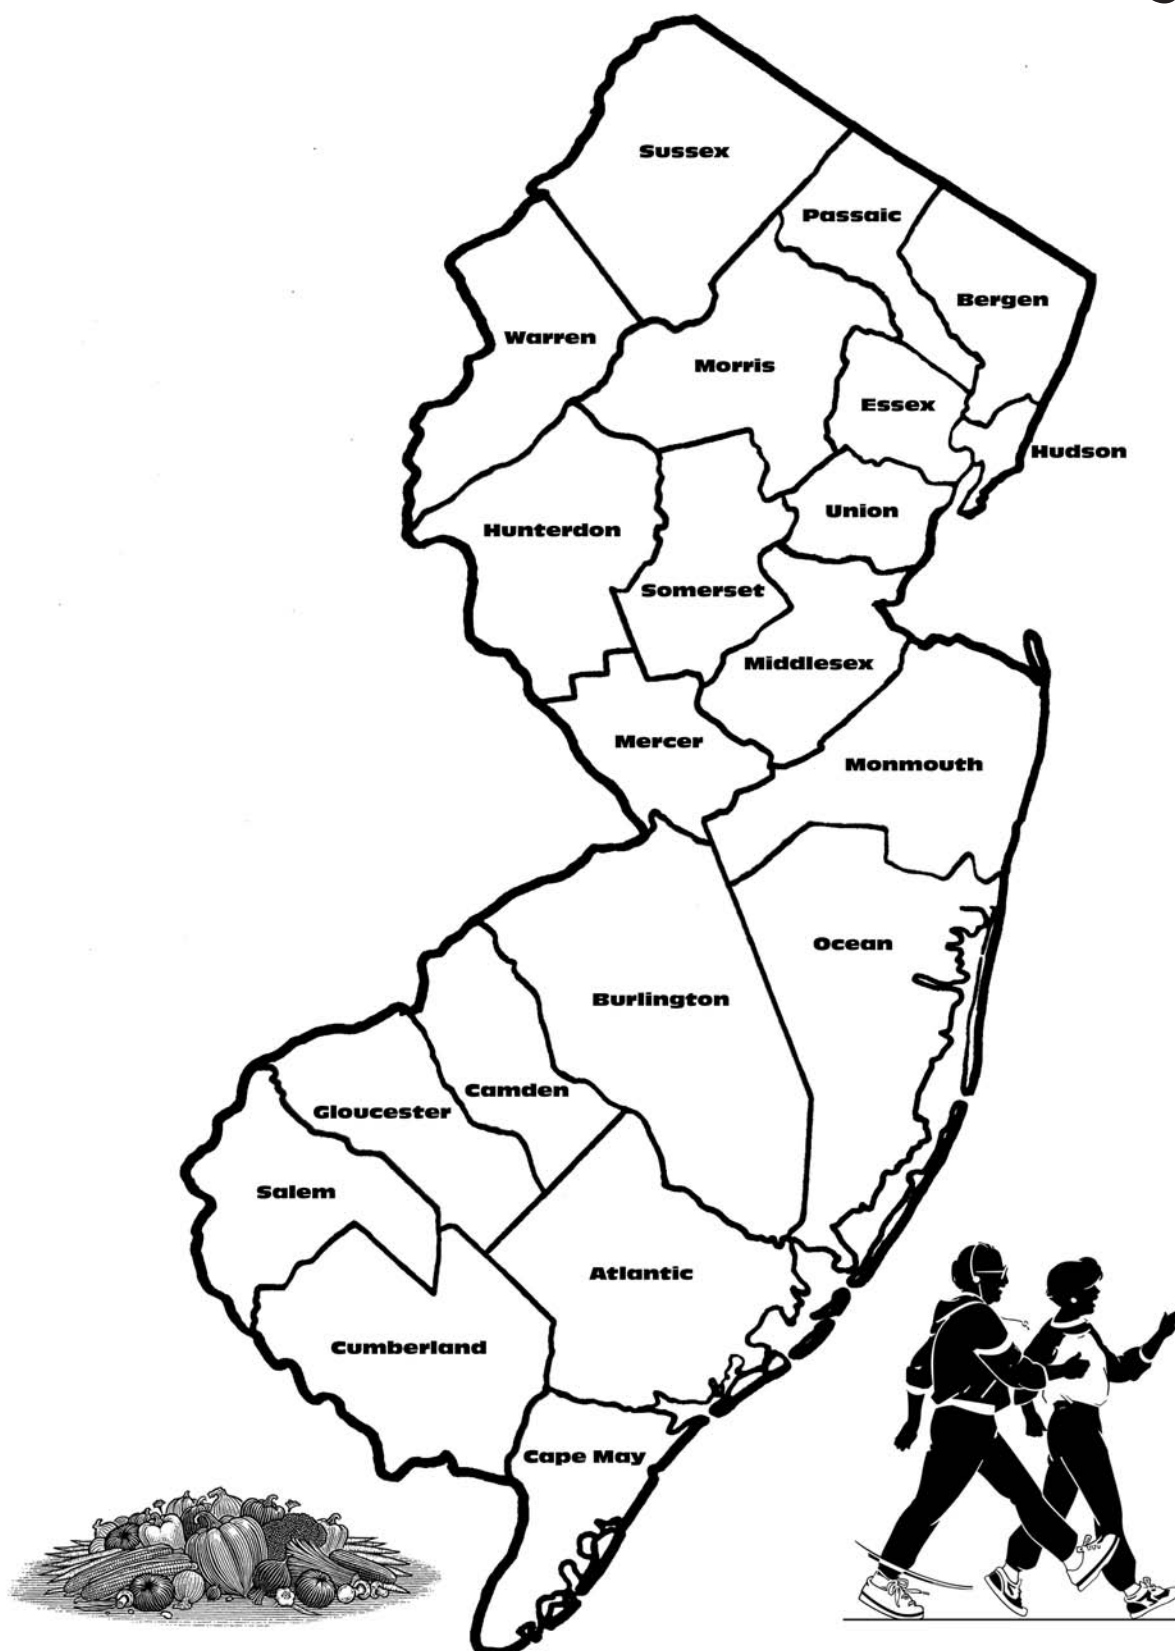 Sussex
Passaic
Bergen
Warren
Morris
Essex
Hudson
Union
Hunterdon
Somerset
Middlesex
Mercer
Monmouth
Ocean
Burlington
Camden
Gloucester
Salem
Atlantic
Cumberland
Cape May